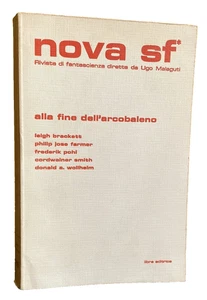 nova sf*
Rivista di fantascienza diretta da Ugo Malaguti
alla fine dell'arcobaleno
leigh brackett
philip josè farmer
frederik pohl
cordwainer smith
donald a. wollheim
libra editrice